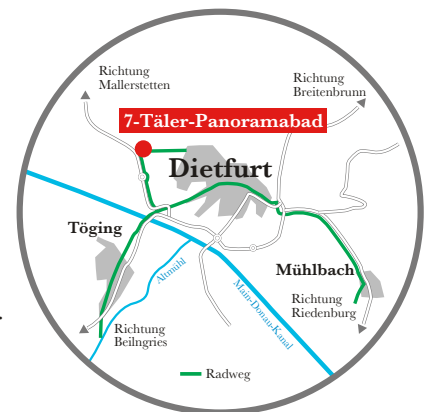 Richtung
Mallerstetten
Richtung
Breitenbrunn
7-Täler-Panoramabad
Dietfurt
Töging
Mühlbach
Altmühl
Main-Donau-Kanal
Richtung
Riedenburg
Richtung
Beilngries
Radweg
.